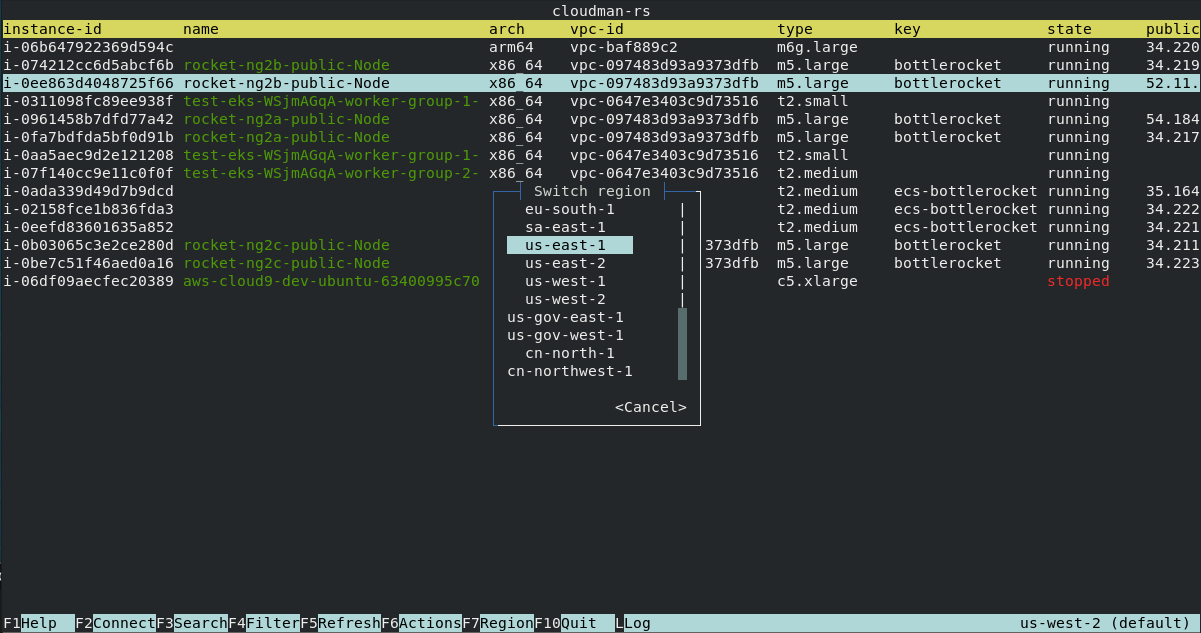 cloudman-rs
instance-id name arch vpc-id type key state public
i-06b647922369d594c arm64 vpc-baf889c2 m6g.large running 34.220
i-074212cc6d5abcf6b rocket-ng2b-public-Node x86_64 vpc-097483d93a9373dfb m5.large bottlerocket running 34.219
i-0ee863d4048725f66 rocket-ng2b-public-Node x86_64 vpc-097483d93a9373dfb m5.large bottlerocket running 52.11.
i-0311098fc89ee938f test-eks-WSjmAGqA-worker-group-1- x86_64 vpc-0647e3403c9d73516 t2.small running
i-0961458b7dfd77a42 rocket-ng2a-public-Node x86_64 vpc-097483d93a9373dfb m5.large bottlerocket running 54.184
i-0fa7bdfda5bf0d91b rocket-ng2a-public-Node x86_64 vpc-097483d93a9373dfb m5.large bottlerocket running 34.217
i-0aa5aec9d2e121208 test-eks-WSjmAGqA-worker-group-1- x86_64 vpc-0647e3403c9d73516 t2.small running
i-07f140cc9e11c0f0f test-eks-WSjmAGqA-worker-group-2- x86_64 vpc-0647e3403c9d73516 t2.medium running
i-0ada339d49d7b9dcd Switch region t2.medium ecs-bottlerocket running 35.164
i-02158fce1b836fda3 eu-south-1 | t2.medium ecs-bottlerocket running 34.222
i-0eefd83601635a852 sa-east-1 | t2.medium ecs-bottlerocket running 34.221
i-0b03065c3e2ce280d rocket-ng2c-public-Node us-east-1 | 373dfb m5.large bottlerocket running 34.211
i-0be7c51f46aed0a16 rocket-ng2c-public-Node us-east-2 | 373dfb m5.large bottlerocket running 34.223
i-06df09aecfec20389 aws-cloud9-dev-ubuntu-63400995c70 us-west-1 | c5.xlarge stopped
us-west-2 |
us-gov-east-1
us-gov-west-1
cn-north-1
cn-northwest-1
<Cancel>
F1Help F2ConnectF3SearchF4FilterF5RefreshF6ActionsF7RegionF10Quit LLog us-west-2 (default)